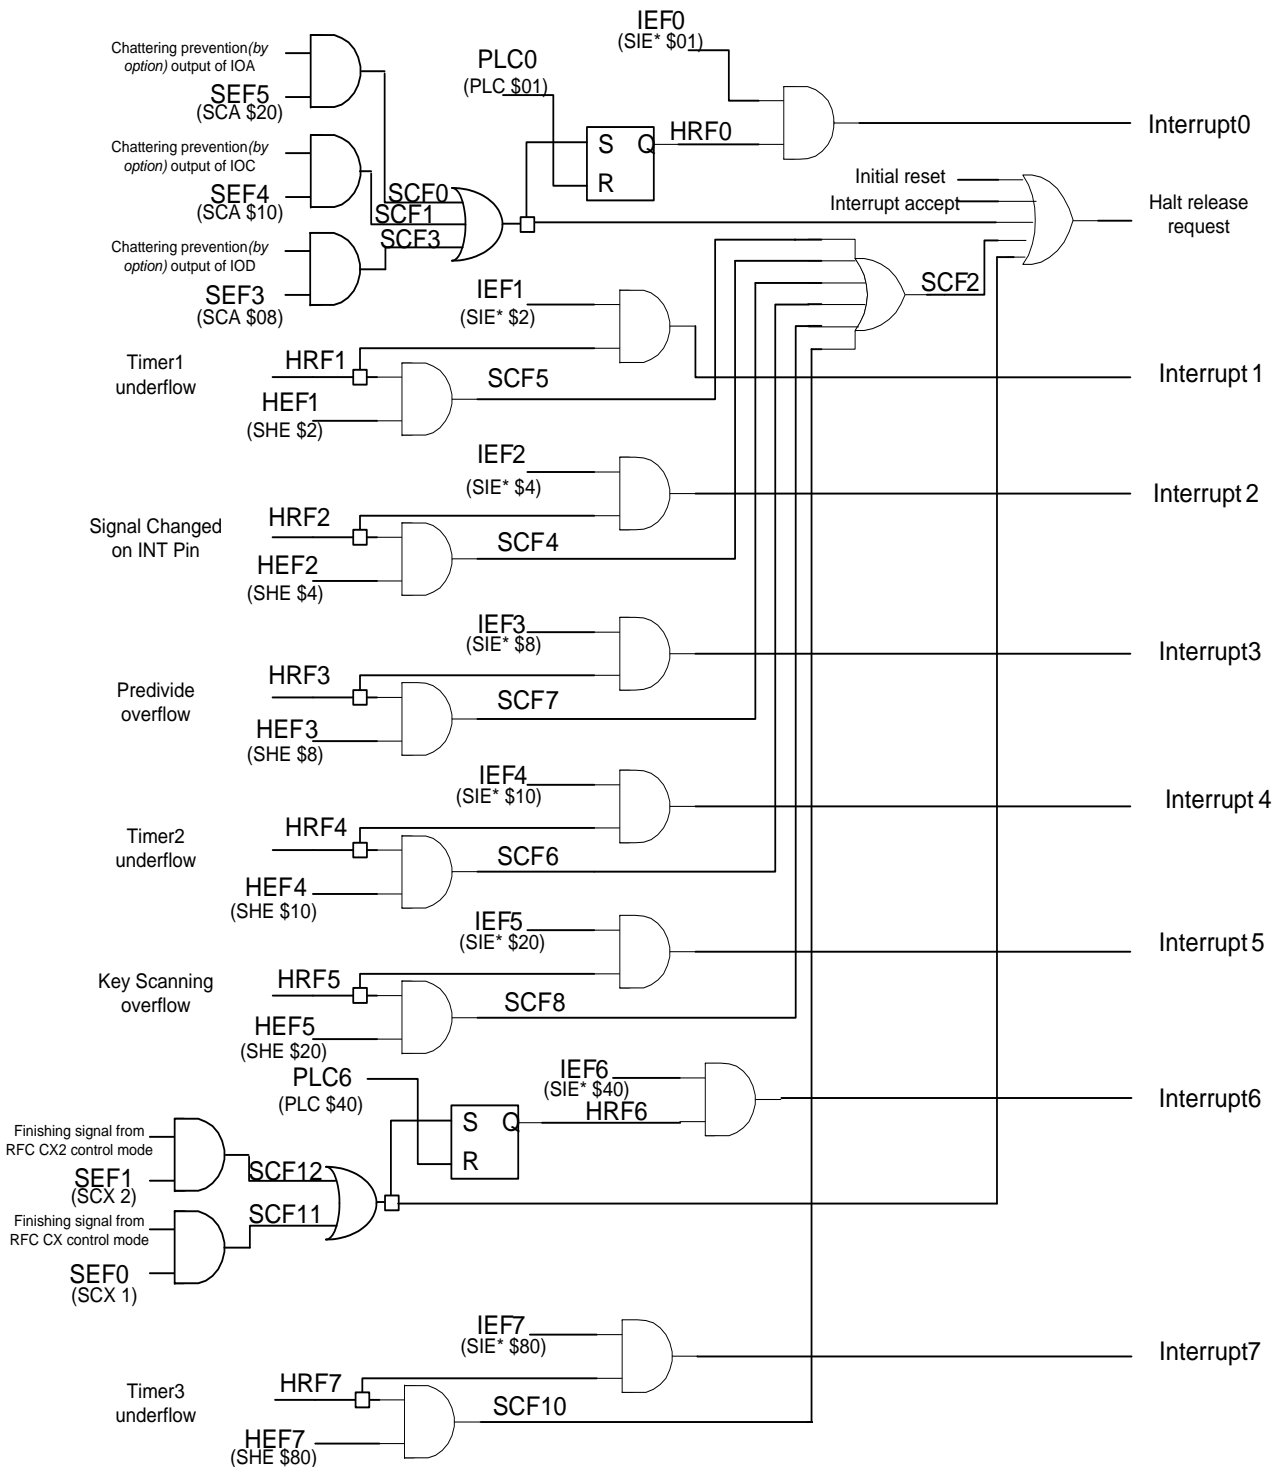 IEF0
(SIE* $01)
Chattering prevention(by
option) output of IOA
SEF5
(SCA $20)
PLC0
(PLC $01)
S Q
R
HRF0
Interrupt0
Chattering prevention(by
option) output of IOC
SEF4
(SCA $10)
SCF0
SCF1
SCF3
Initial reset
Interrupt accept
Halt release
request
Chattering prevention(by
option) output of IOD
SEF3
(SCA $08)
SCF2
IEF1
(SIE* $2)
Timer1
underflow
HRF1
HEF1
(SHE $2)
SCF5
Interrupt 1
IEF2
(SIE* $4)
Interrupt 2
Signal Changed
on INT Pin
HRF2
HEF2
(SHE $4)
SCF4
IEF3
(SIE* $8)
Interrupt3
Predivide
overflow
HRF3
HEF3
(SHE $8)
SCF7
IEF4
(SIE* $10)
Interrupt 4
Timer2
underflow
HRF4
HEF4
(SHE $10)
SCF6
IEF5
(SIE* $20)
Interrupt 5
Key Scanning
overflow
HRF5
HEF5
(SHE $20)
SCF8
PLC6
(PLC $40)
IEF6
(SIE* $40)
HRF6
S Q
R
Interrupt6
Finishing signal from
RFC CX2 control mode
SEF1
(SCX 2)
SCF12
SCF11
Finishing signal from
RFC CX control mode
SEF0
(SCX 1)
IEF7
(SIE* $80)
Interrupt7
Timer3
underflow
HRF7
HEF7
(SHE $80)
SCF10